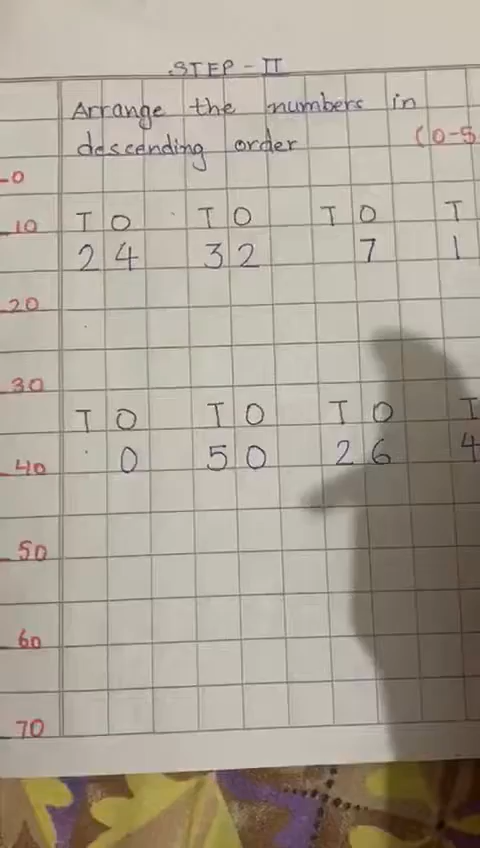 STEP - II
Arrange the numbers in
descending order (0-5
0
10 T O T O T O T
2 4 3 2 7 1
20
30
T O T O T O T
40 0 5 0 2 6 4
50
60
70